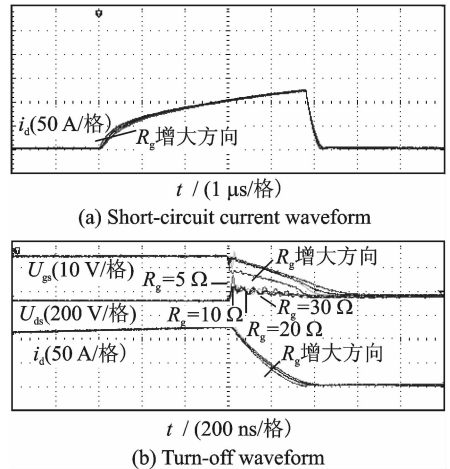 i_d(50 A/格)
R_g增大方向
t / (1 μs/格)
(a) Short-circuit current waveform
U_gs(10 V/格)
R_g增大方向
R_g=5 Ω
U_ds(200 V/格)
R_g=10 Ω
R_g=30 Ω
R_g=20 Ω
i_d(50 A/格)
R_g增大方向
t / (200 ns/格)
(b) Turn-off waveform